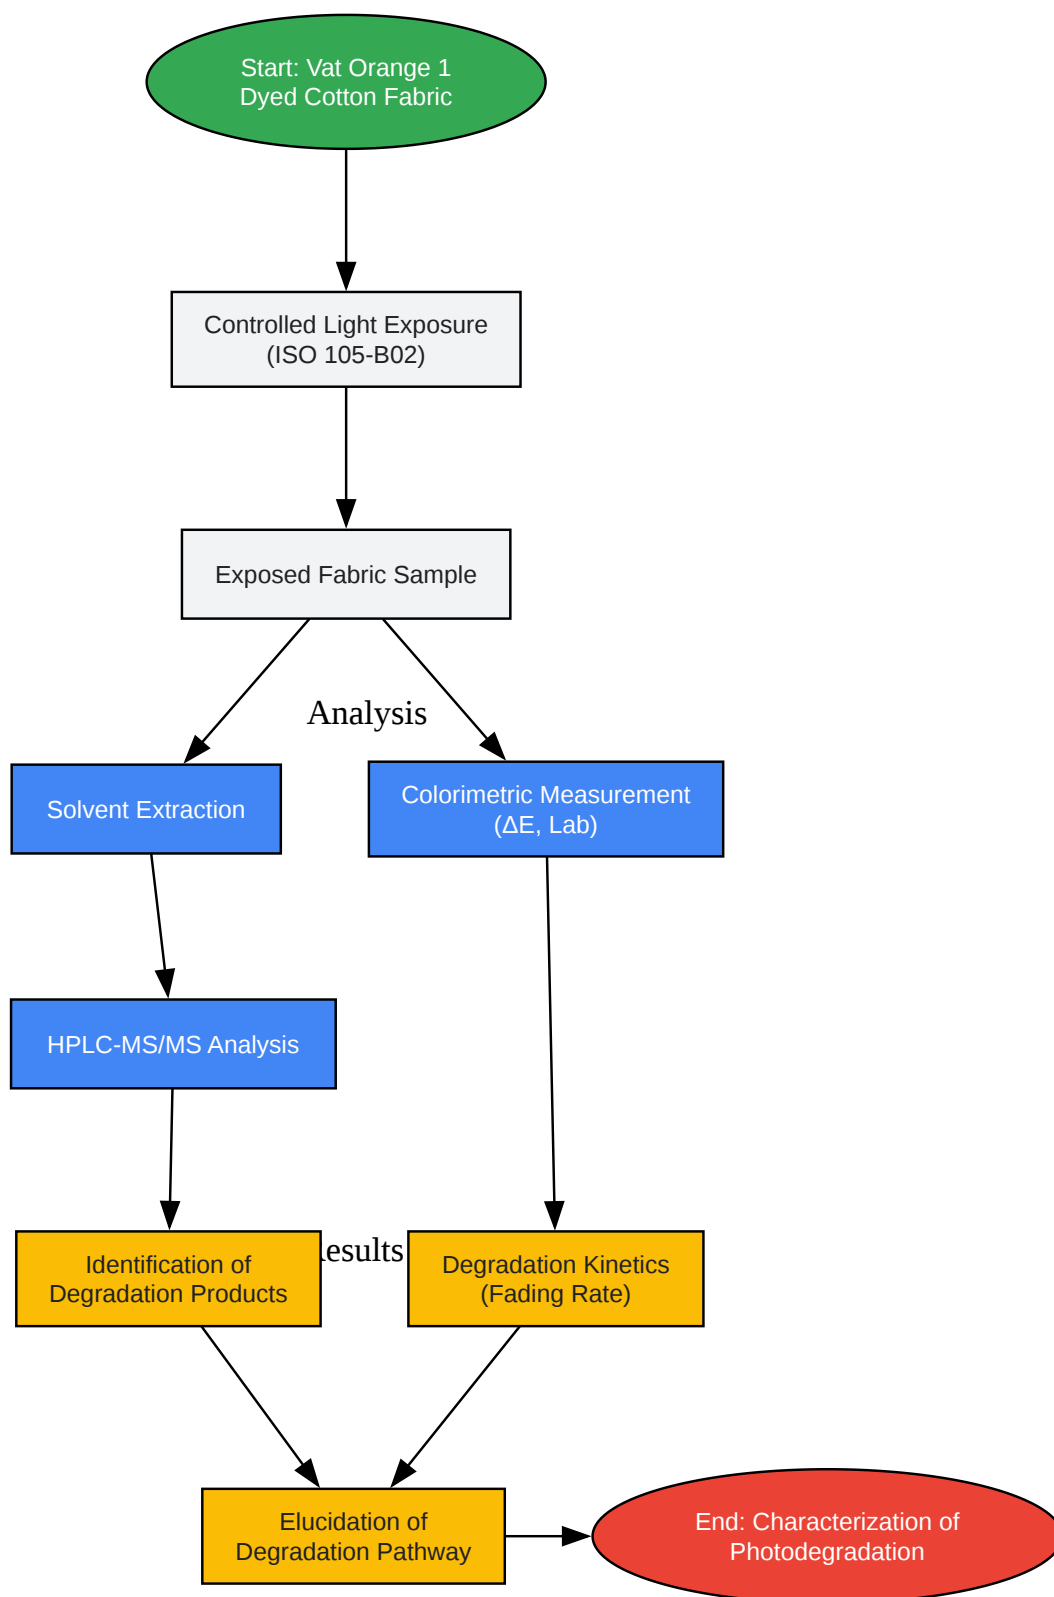 Start: Vat Orange 1
Dyed Cotton Fabric
Controlled Light Exposure
(ISO 105-B02)
Exposed Fabric Sample
Analysis
Solvent Extraction
Colorimetric Measurement
(ΔE, Lab)
HPLC-MS/MS Analysis
Identification of
Degradation Products
Results
Degradation Kinetics
(Fading Rate)
Elucidation of
Degradation Pathway
End: Characterization of
Photodegradation